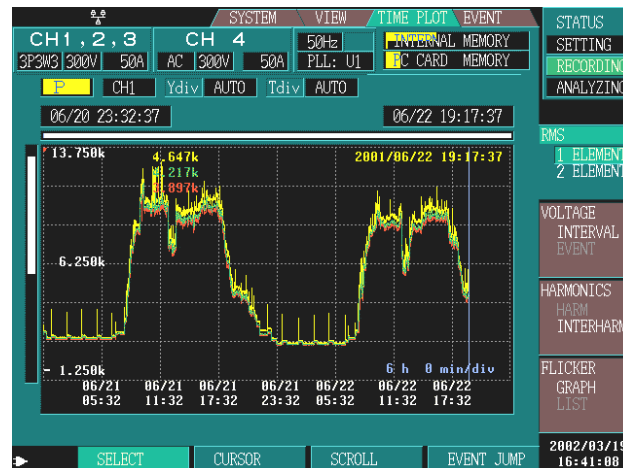 SYSTEM VIEW TIME PLOT EVENT
STATUS
CH1,2,3 CH 4 50Hz INTERNAL MEMORY
SETTING
3P3W3 300V 50A AC 300V 50A PLL: U1 PC CARD MEMORY
RECORDING
P CH1 Ydiv AUTO Tdiv AUTO
ANALYZING
06/20 23:32:37 06/22 19:17:37
RMS
13.750k 4.647k 2001/06/22 19:17:37
1 ELEMENT
4.217k
2 ELEMENT
3.897k
VOLTAGE
INTERVAL
EVENT
6.250k
HARMONICS
HARM
INTERHARM
- 1.250k 6 h 0 min/div
FLICKER
GRAPH
LIST
06/21 06/21 06/21 06/21 06/22 06/22 06/22
05:32 11:32 17:32 23:32 05:32 11:32 17:32
2002/03/19
SELECT CURSOR SCROLL EVENT JUMP
16:41:08